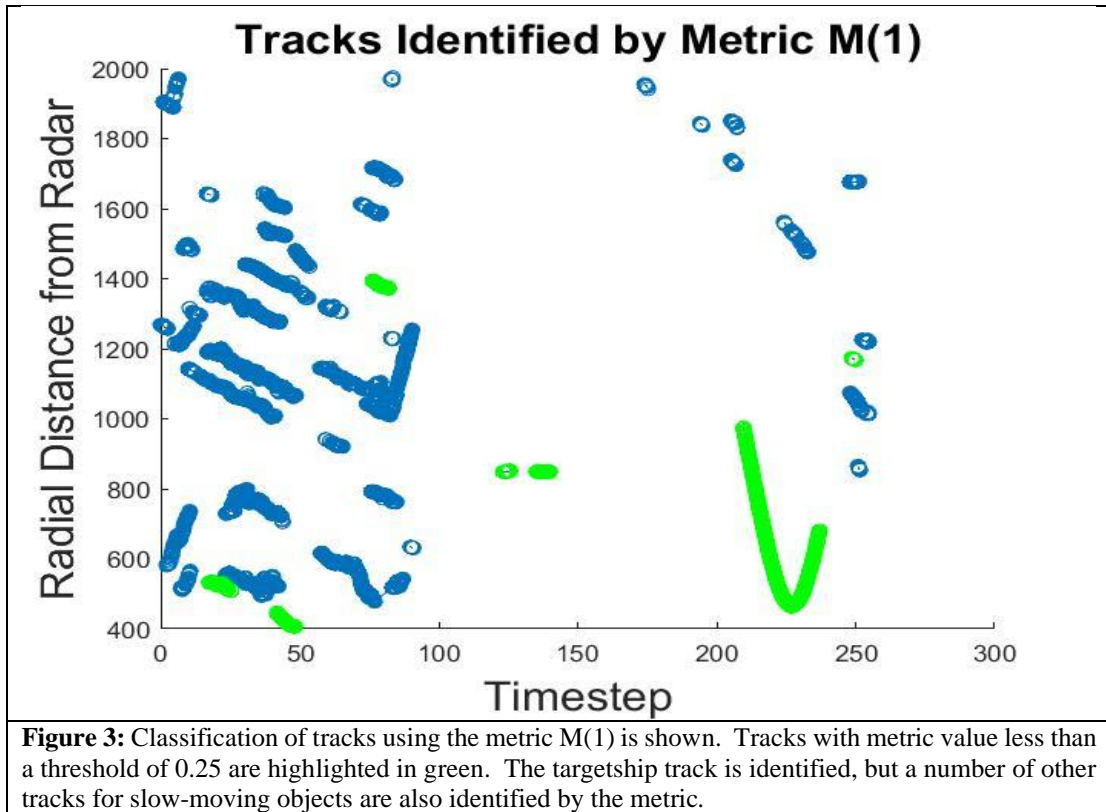 Tracks Identified by Metric M(1)
Radial Distance from Radar
2000
1800
1600
1400
1200
1000
800
600
400
0
50
100
150
200
250
300
Timestep
Figure 3: Classification of tracks using the metric M(1) is shown. Tracks with metric value less than
a threshold of 0.25 are highlighted in green. The targetship track is identified, but a number of other
tracks for slow-moving objects are also identified by the metric.